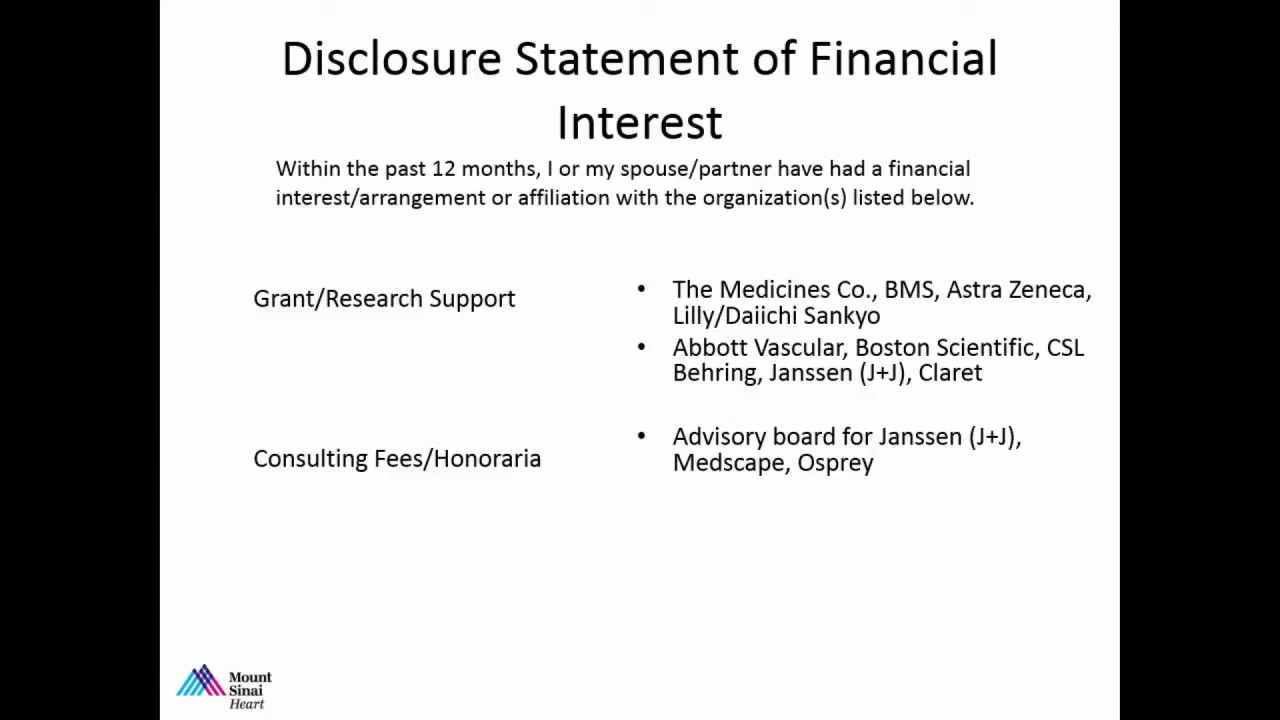 Disclosure Statement of Financial
Interest
Within the past 12 months, I or my spouse/partner have had a financial
interest/arrangement or affiliation with the organization(s) listed below.
Grant/Research Support
• The Medicines Co., BMS, Astra Zeneca,
Lilly/Daiichi Sankyo
• Abbott Vascular, Boston Scientific, CSL
Behring, Janssen (J+J), Claret
Consulting Fees/Honoraria
• Advisory board for Janssen (J+J),
Medscape, Osprey
Mount
Sinai
Heart